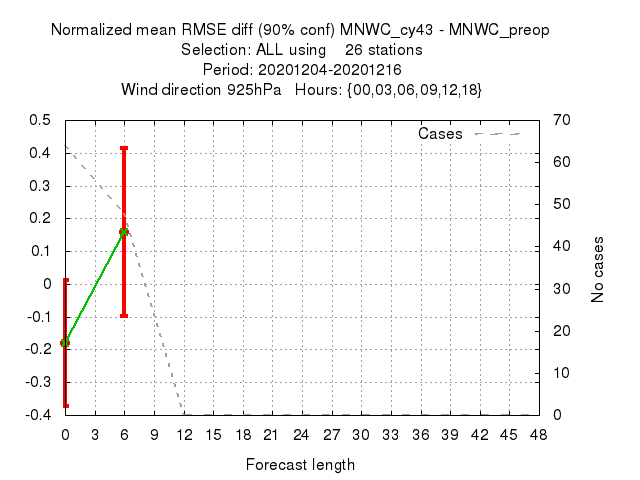 Normalized mean RMSE diff (90% conf) MNWC_cy43 - MNWC_preop
Selection: ALL using 26 stations
Period: 20201204-20201216
Wind direction 925hPa Hours: {00,03,06,09,12,18}
Cases
0.5
0.4
0.3
0.2
0.1
0
-0.1
-0.2
-0.3
-0.4
70
60
50
40
30
20
10
0
No cases
0 3 6 9 12 15 18 21 24 27 30 33 36 39 42 45 48
Forecast length